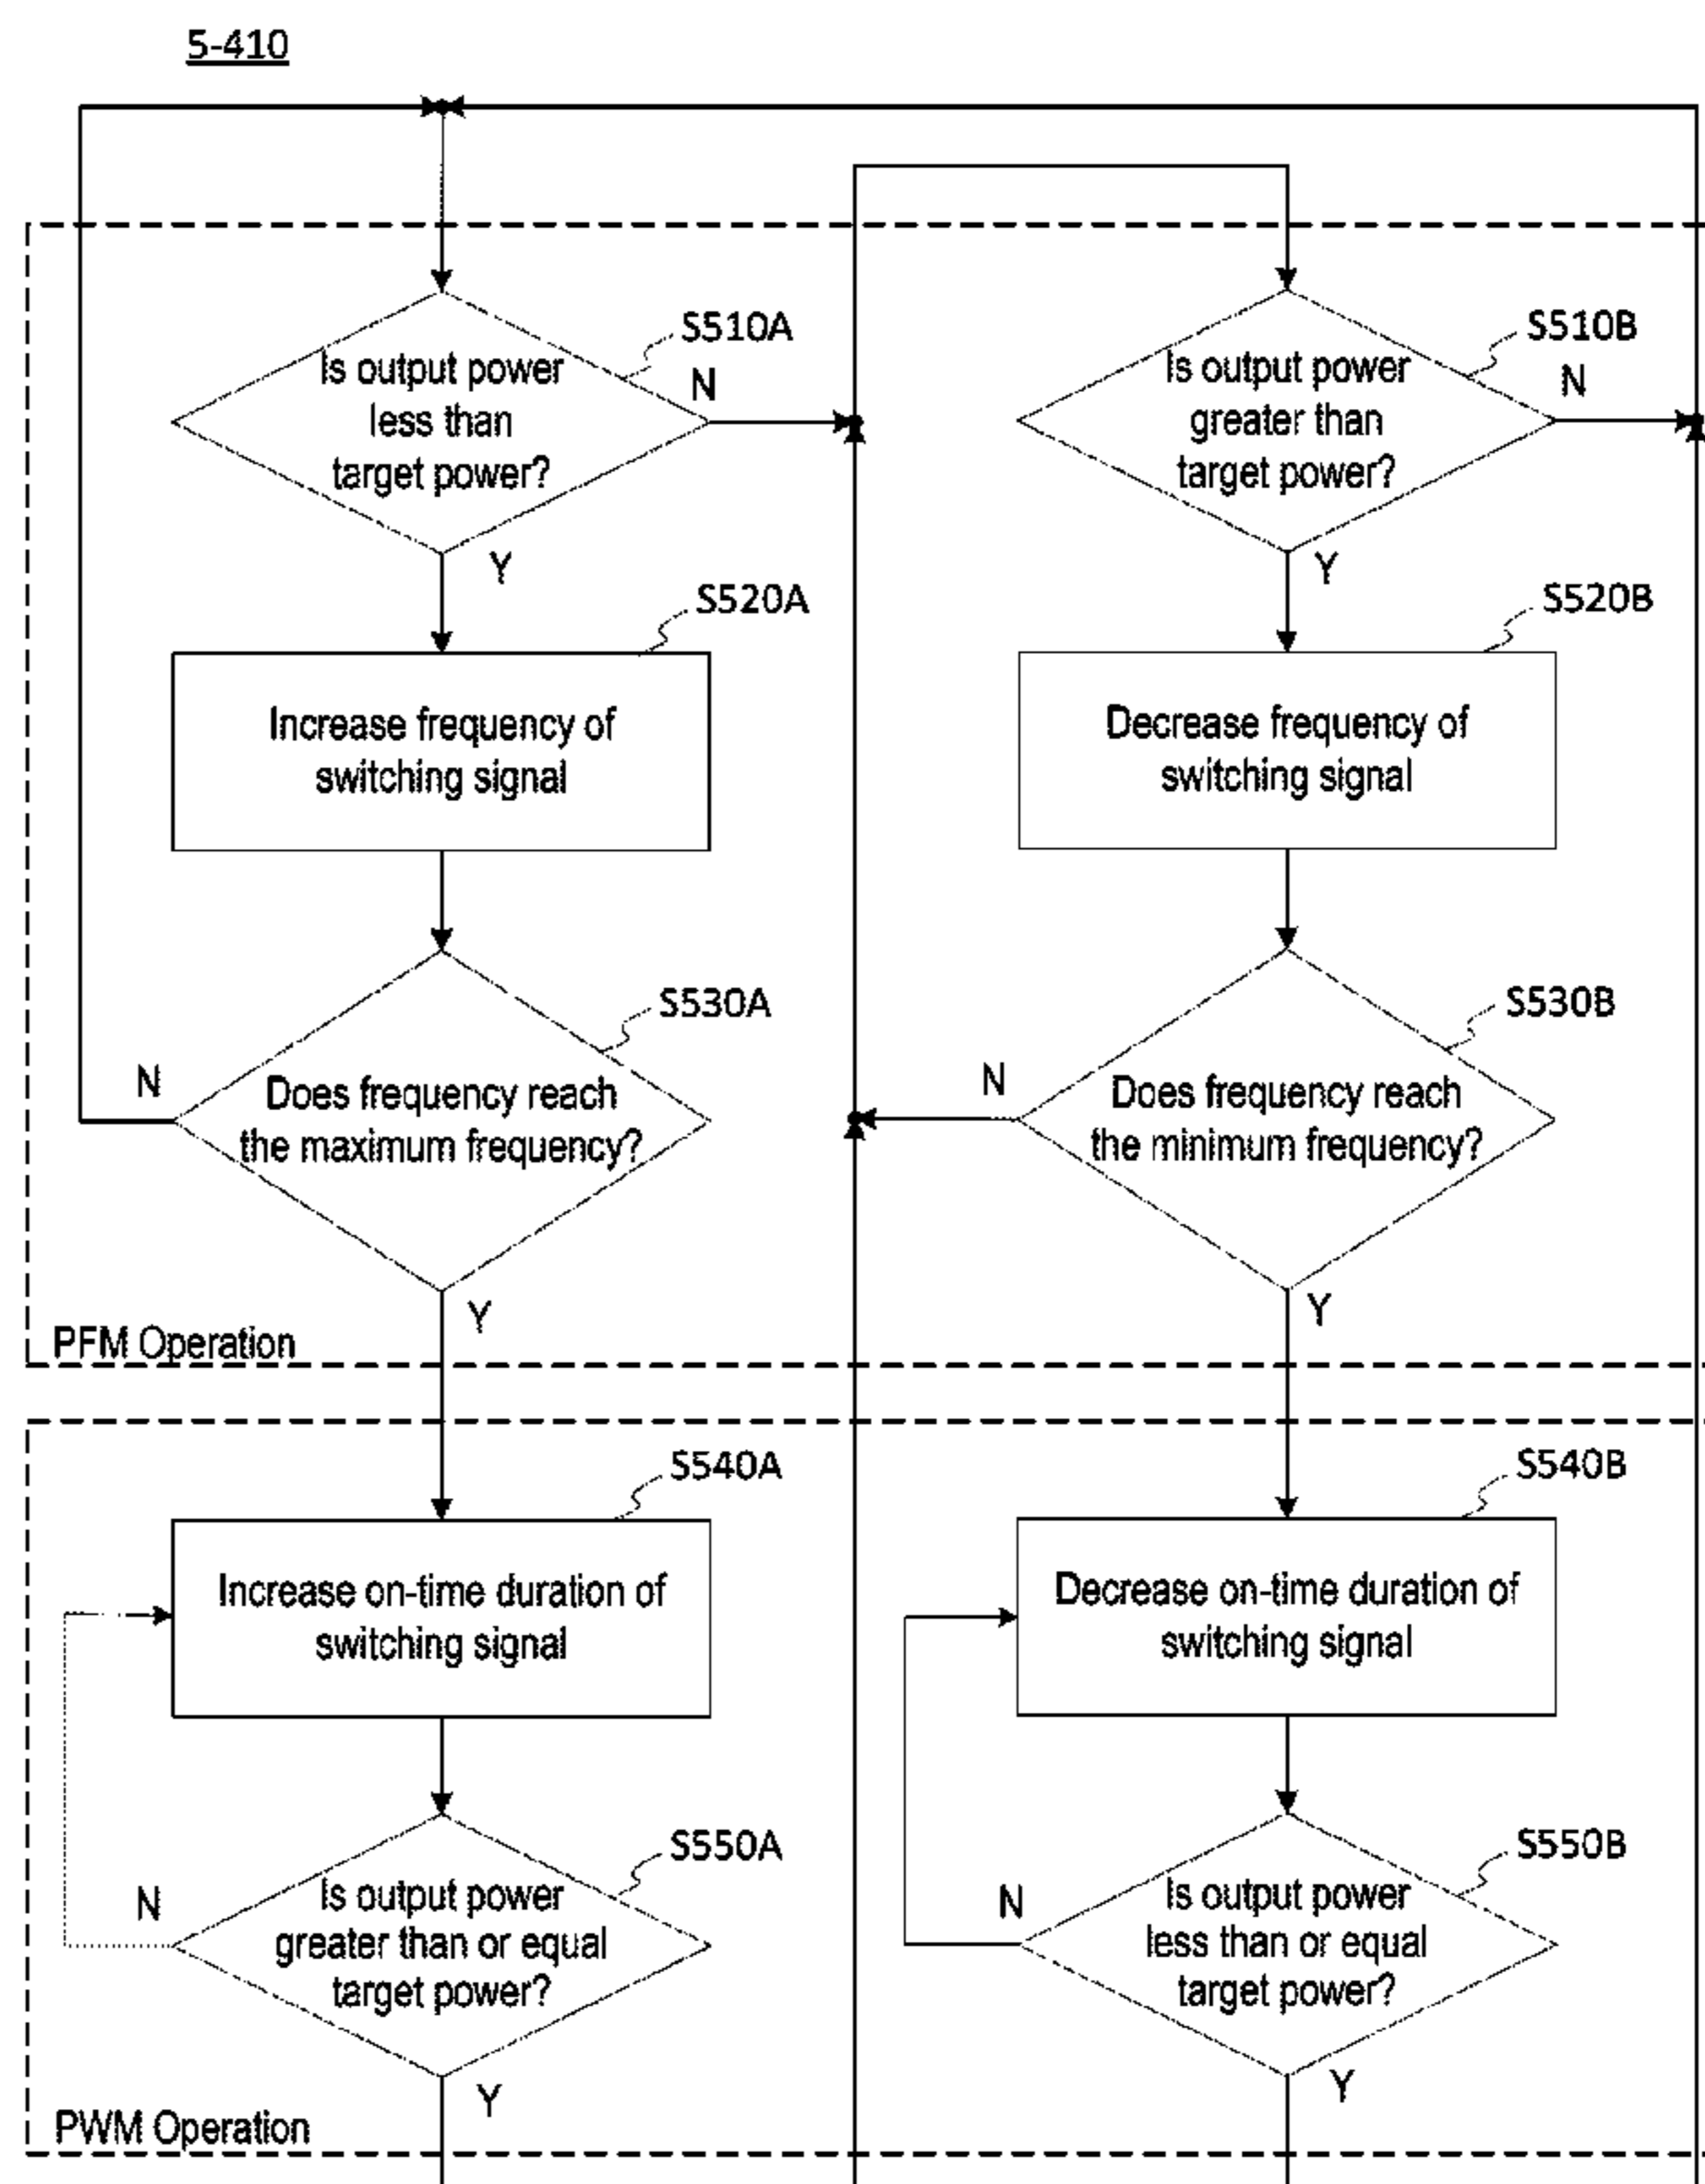 5-410
S510A
Is output power
less than
target power?
N
Y
S510B
Is output power
greater than
target power?
N
Y
S520A
Increase frequency of
switching signal
S520B
Decrease frequency of
switching signal
S530A
N
Does frequency reach
the maximum frequency?
Y
S530B
N
Does frequency reach
the minimum frequency?
Y
PFM Operation
S540A
Increase on-time duration of
switching signal
S540B
Decrease on-time duration of
switching signal
S550A
N
Is output power
greater than or equal
target power?
Y
S550B
N
Is output power
less than or equal
target power?
Y
PWM Operation